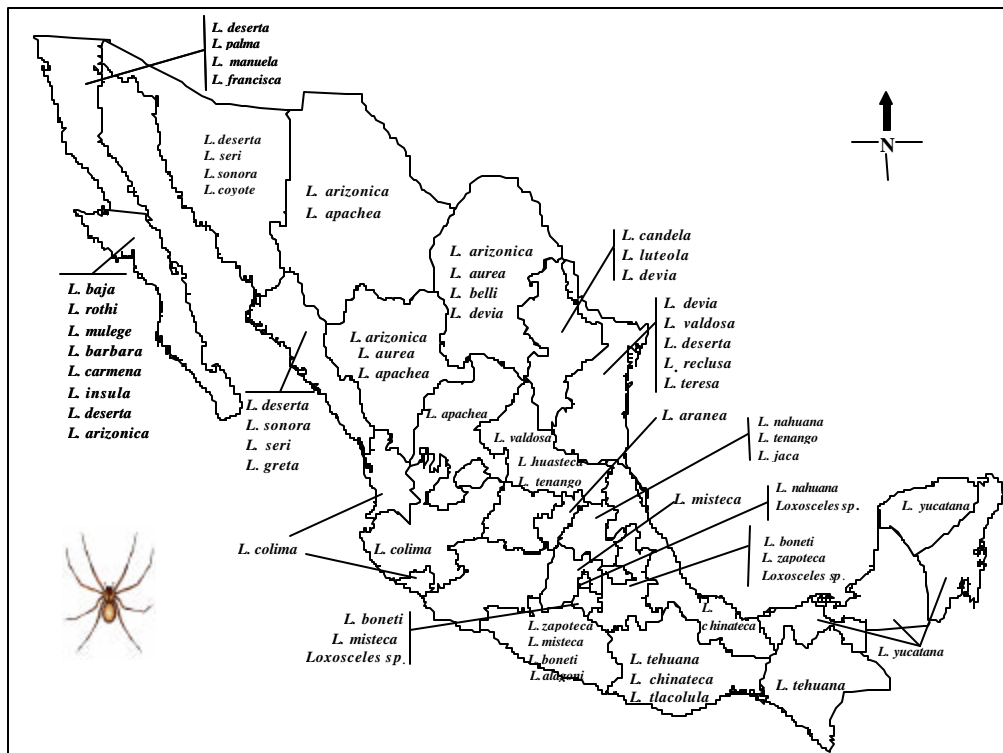 L. deserta
L. palma
L. manuela
L. francisca
N
L. deserta
L. seri
L. sonora
L. coyote
L. arizonica
L. apachea
L. arizonica
L. aurea
L. belli
L. devia
L. candela
L. luteola
L. devia
L. baja
L. rothi
L. mulege
L. barbara
L. carmena
L. insula
L. deserta
L. arizonica
L. devia
L. valdosa
L. deserta
L. reclusa
L. teresa
L. arizonica
L. aurea
L. apachea
L. deserta
L. sonora
L. seri
L. greta
L. apachea
L. valdosa
L huasteca
L. tenango
L. aranea
L. nahuana
L. tenango
L. jaca
L. misteca
L. nahuana
Loxosceles sp.
L. boneti
L. zapoteca
Loxosceles sp.
L. yucatana
L. colima
L. colima
L. boneti
L. misteca
Loxosceles sp.
L. zapoteca
L. misteca
L. boneti
L. alagoni
L. tehuana
L. chinateca
L. tlacolula
L.
chinateca
L. yucatana
L. tehuana